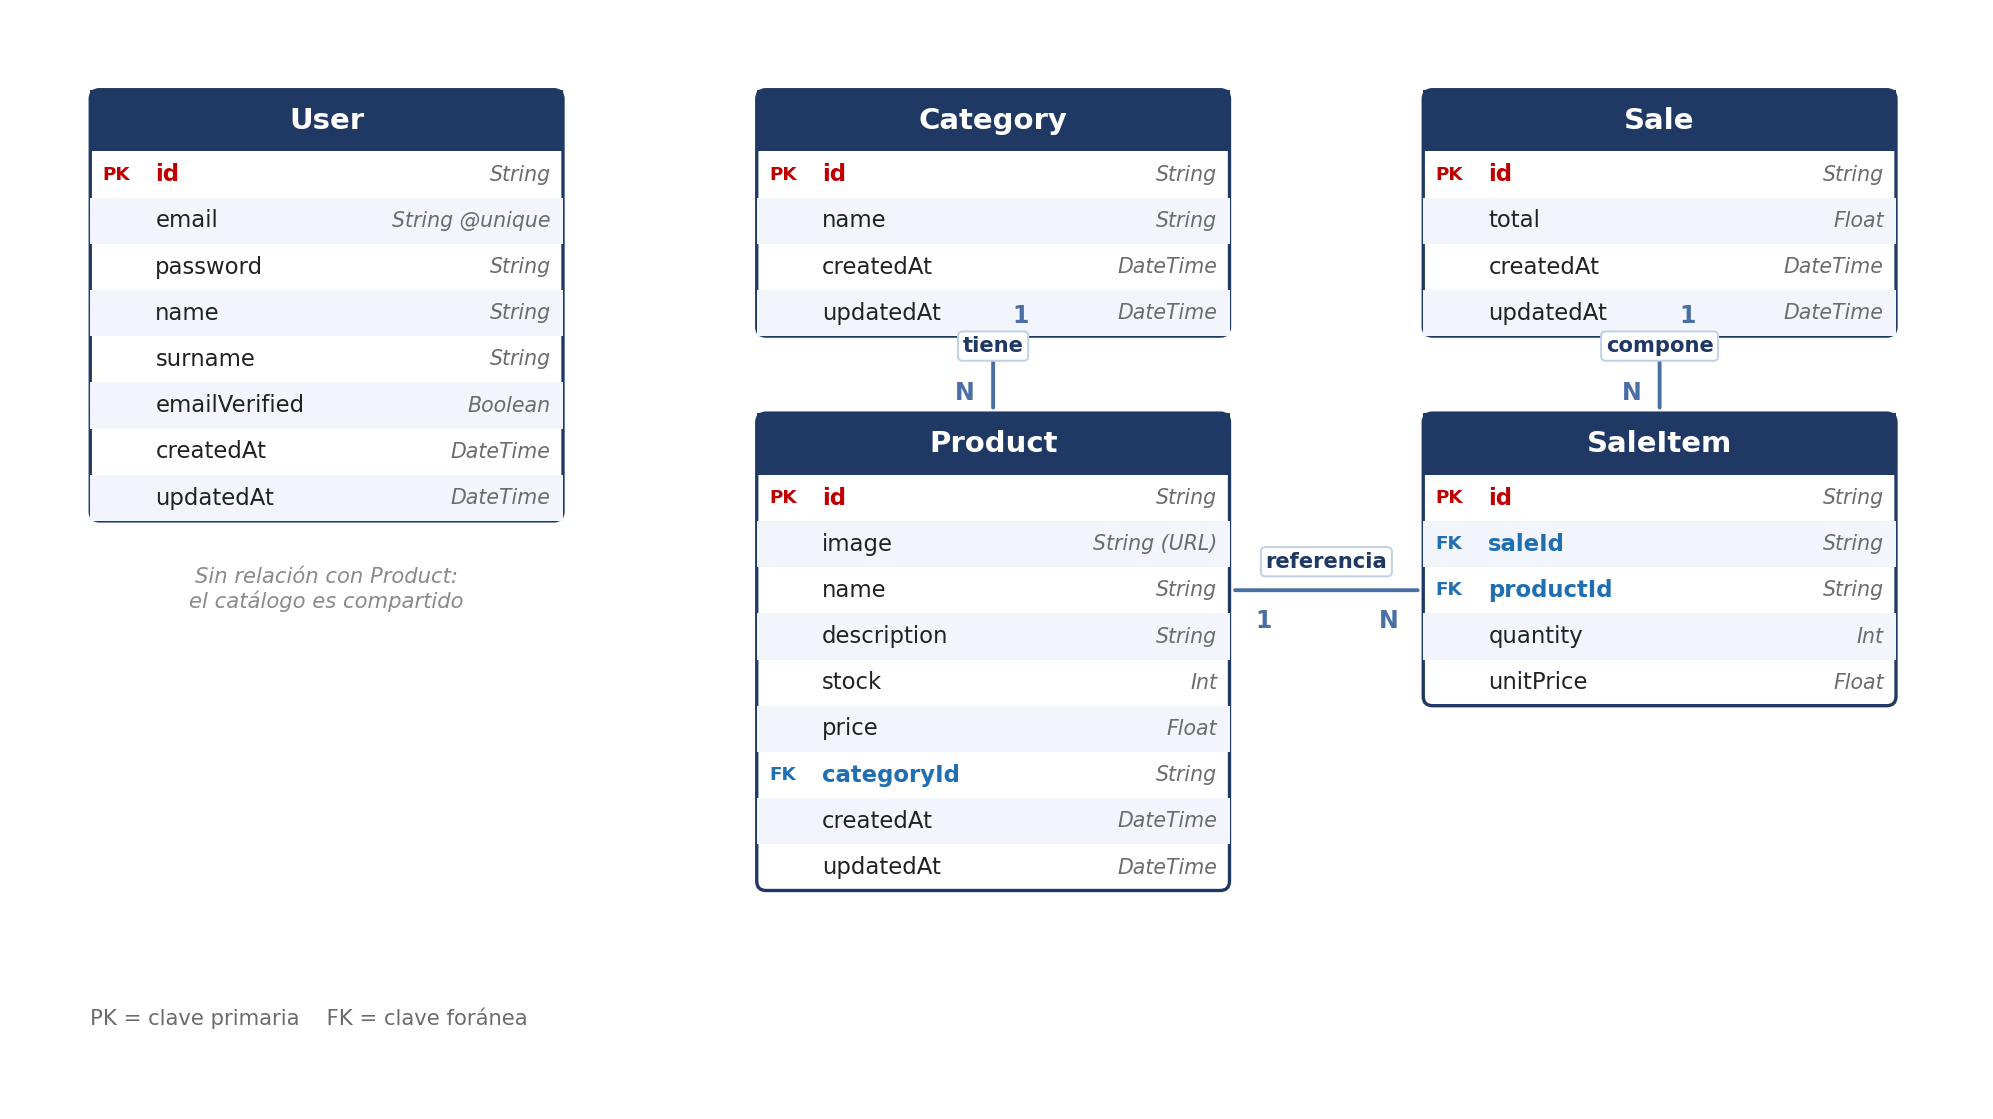 User
PK id String
email String @unique
password String
name String
surname String
emailVerified Boolean
createdAt DateTime
updatedAt DateTime
Sin relación con Product:
el catálogo es compartido
Category
PK id String
name String
createdAt DateTime
updatedAt 1 DateTime
tiene
N
Product
PK id String
image String (URL)
name String
description String
stock Int
price Float
FK categoryId String
createdAt DateTime
updatedAt DateTime
referencia
1 N
Sale
PK id String
total Float
createdAt DateTime
updatedAt 1 DateTime
compone
N
SaleItem
PK id String
FK saleId String
FK productId String
quantity Int
unitPrice Float
PK = clave primaria FK = clave foránea